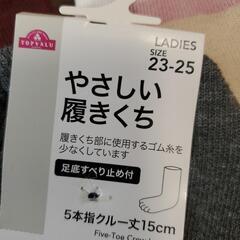 TOPVALU
LADIES
SIZE
23-25
やさしい
履きくち
履きくち部に使用するゴム糸を
少なくしています
足底すべり止め付
5本指クルー丈15cm
Five-Toe Crew